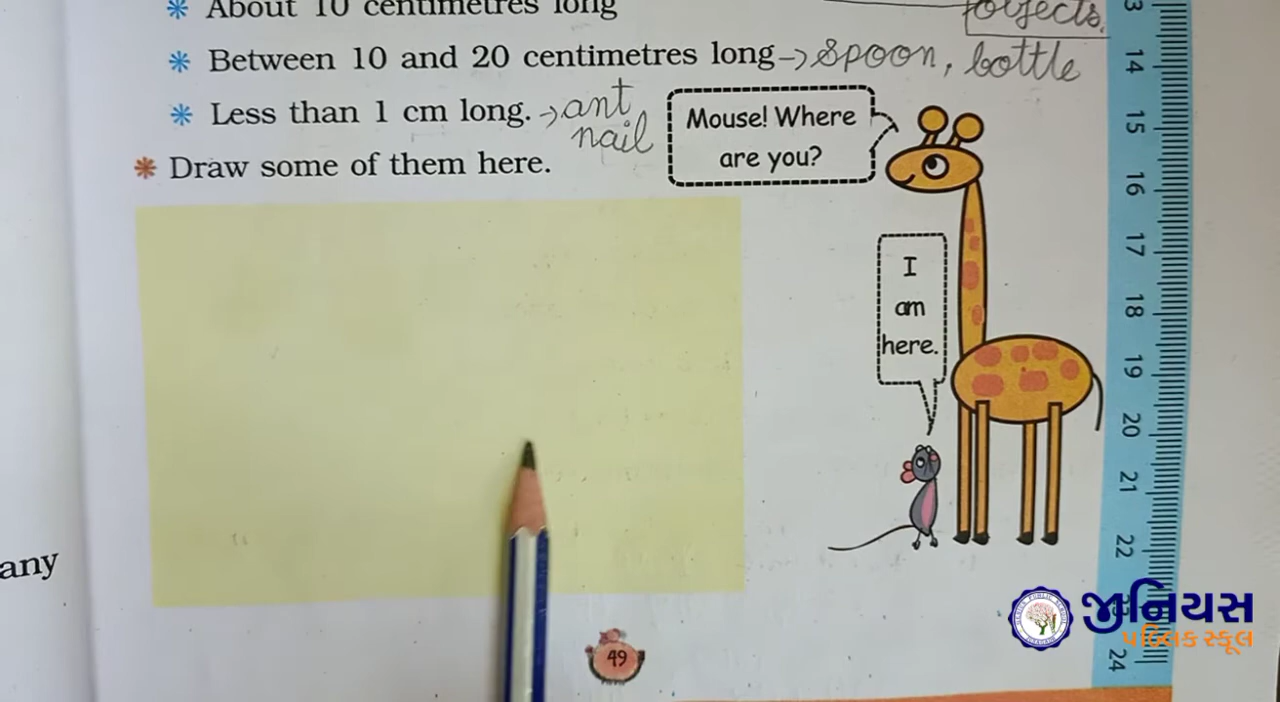 * About 10 centimetres long
objects.
* Between 10 and 20 centimetres long → spoon, bottle
* Less than 1 cm long. → ant
nail
* Draw some of them here.
Mouse! Where
are you?
I
am
here.
any
49
13
14
15
16
17
18
19
20
21
22
23
24
જીનિયસ
પબ્લિક સ્કૂલ